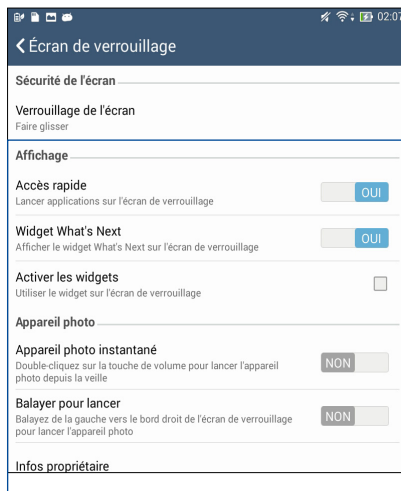 02:07
Écran de verrouillage
Sécurité de l'écran
Verrouillage de l'écran
Faire glisser
Affichage
Accès rapide
Lancer applications sur l'écran de verrouillage
OUI
Widget What's Next
Afficher le widget What's Next sur l'écran de verrouillage
OUI
Activer les widgets
Utiliser le widget sur l'écran de verrouillage
Appareil photo
Appareil photo instantané
Double-cliquez sur la touche de volume pour lancer l'appareil
photo depuis la veille
NON
Balayer pour lancer
Balayez de la gauche vers le bord droit de l'écran de verrouillage
pour lancer l'appareil photo
NON
Infos propriétaire